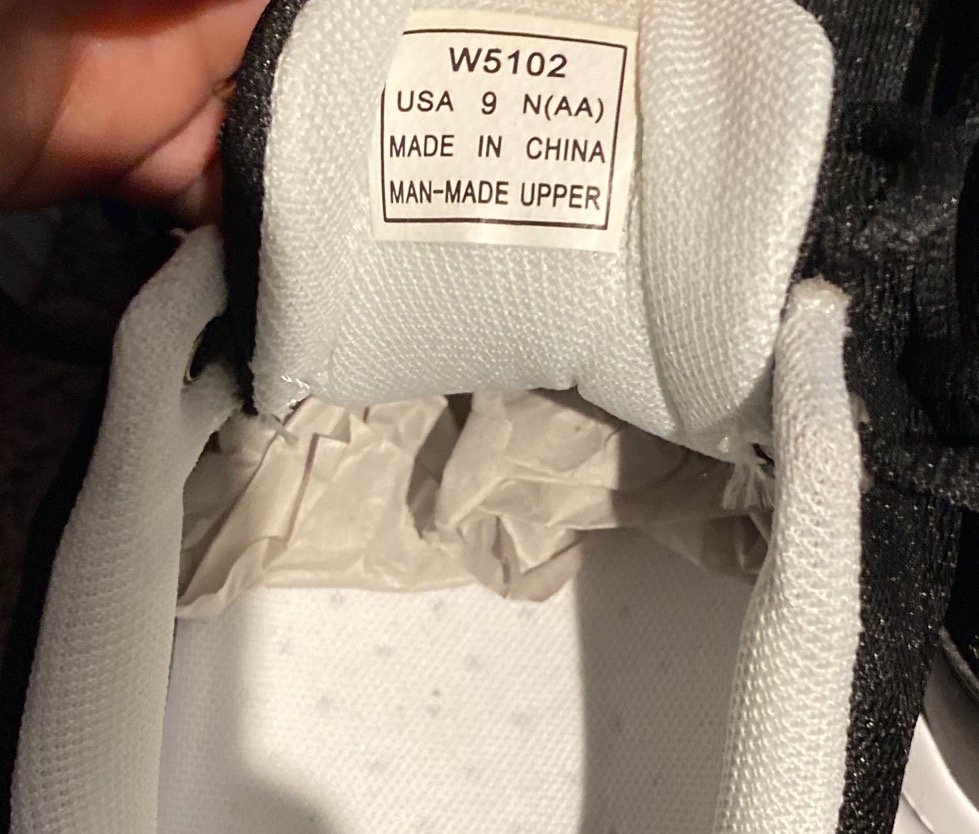 W5102
USA 9 N(AA)
MADE IN CHINA
MAN-MADE UPPER